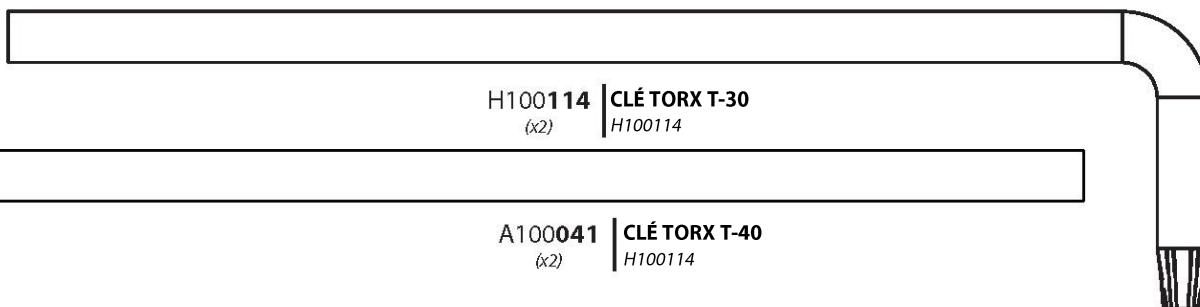 H100114 CLÉ TORX T-30
(x2) H100114
A100041 CLÉ TORX T-40
(x2) H100114